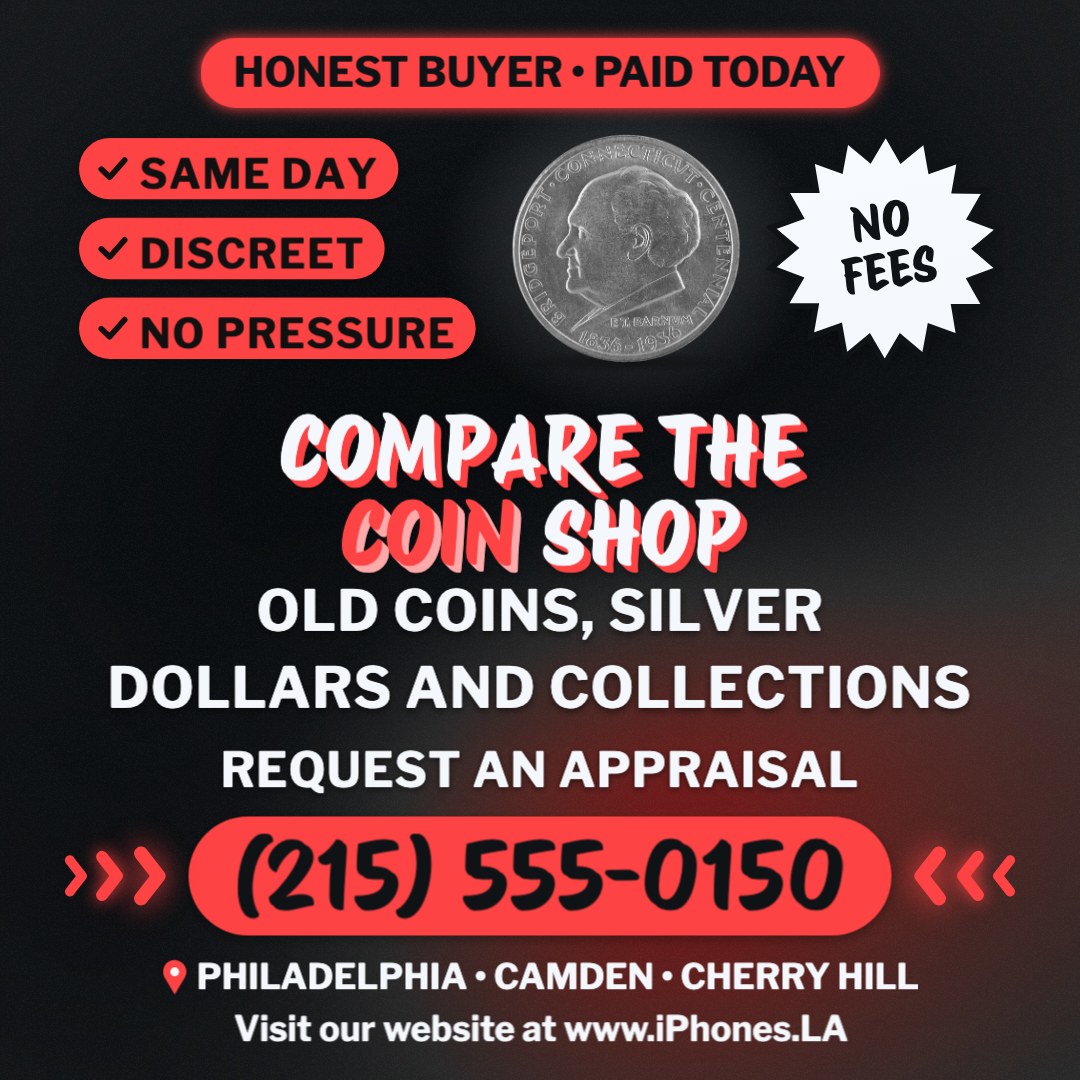 HONEST BUYER • PAID TODAY
✓ SAME DAY
✓ DISCREET
✓ NO PRESSURE
BRIDGEPORT · CONNECTICUT · CENTENNIAL
P.T. BARNUM
1836 - 1936
NO
FEES
COMPARE THE
COIN SHOP
OLD COINS, SILVER
DOLLARS AND COLLECTIONS
REQUEST AN APPRAISAL
(215) 555-0150
PHILADELPHIA • CAMDEN • CHERRY HILL
Visit our website at www.iPhones.LA